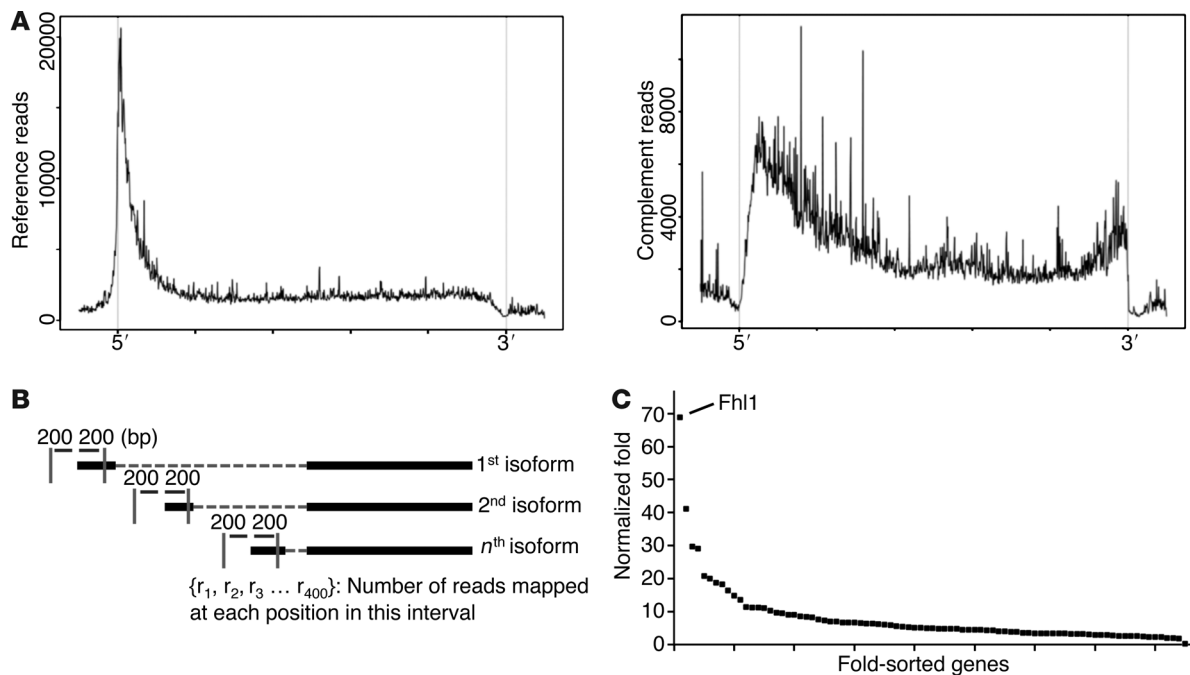 A
Reference reads
20000
10000
0
5′
3′
Complement reads
8000
4000
0
5′
3′
B
200 200 (bp)
1st isoform
200 200
2nd isoform
200 200
nth isoform
{r1, r2, r3 … r400}: Number of reads mapped
at each position in this interval
C
Normalized fold
70
60
50
40
30
20
10
0
Fhl1
Fold-sorted genes